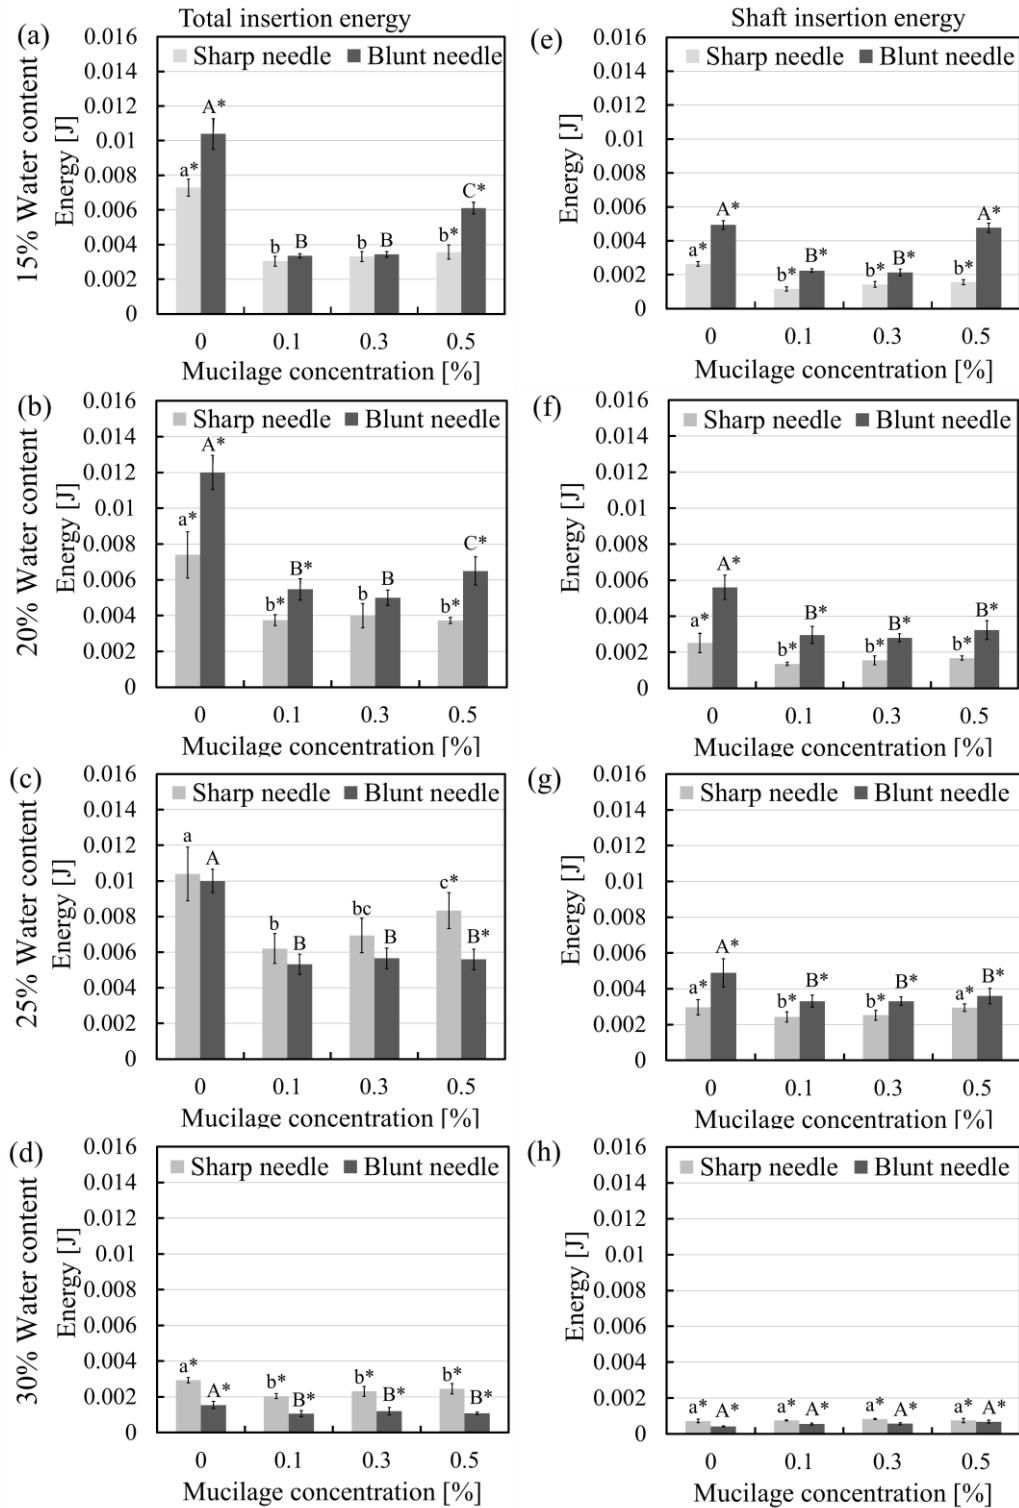 Total insertion energy
(a)
15% Water content
Energy [J]
Sharp needle Blunt needle
0.016
0.014
0.012
0.01
0.008
0.006
0.004
0.002
0
a* A* b B b B b* C*
0 0.1 0.3 0.5
Mucilage concentration [%]
Shaft insertion energy
(e)
Energy [J]
Sharp needle Blunt needle
0.016
0.014
0.012
0.01
0.008
0.006
0.004
0.002
0
a* A* b* B* b* B* b* A*
0 0.1 0.3 0.5
Mucilage concentration [%]
(b)
20% Water content
Energy [J]
Sharp needle Blunt needle
0.016
0.014
0.012
0.01
0.008
0.006
0.004
0.002
0
a* A* b* B* b B b* C*
0 0.1 0.3 0.5
Mucilage concentration [%]
(f)
Energy [J]
Sharp needle Blunt needle
0.016
0.014
0.012
0.01
0.008
0.006
0.004
0.002
0
a* A* b* B* b* B* b* B*
0 0.1 0.3 0.5
Mucilage concentration [%]
(c)
25% Water content
Energy [J]
Sharp needle Blunt needle
0.016
0.014
0.012
0.01
0.008
0.006
0.004
0.002
0
a A b B bc B c* B*
0 0.1 0.3 0.5
Mucilage concentration [%]
(g)
Energy [J]
Sharp needle Blunt needle
0.016
0.014
0.012
0.01
0.008
0.006
0.004
0.002
0
a* A* b* B* b* B* a* B*
0 0.1 0.3 0.5
Mucilage concentration [%]
(d)
30% Water content
Energy [J]
Sharp needle Blunt needle
0.016
0.014
0.012
0.01
0.008
0.006
0.004
0.002
0
a* A* b* B* b* B* b* B*
0 0.1 0.3 0.5
Mucilage concentration [%]
(h)
Energy [J]
Sharp needle Blunt needle
0.016
0.014
0.012
0.01
0.008
0.006
0.004
0.002
0
a* A* a* A* a* A* a* A*
0 0.1 0.3 0.5
Mucilage concentration [%]